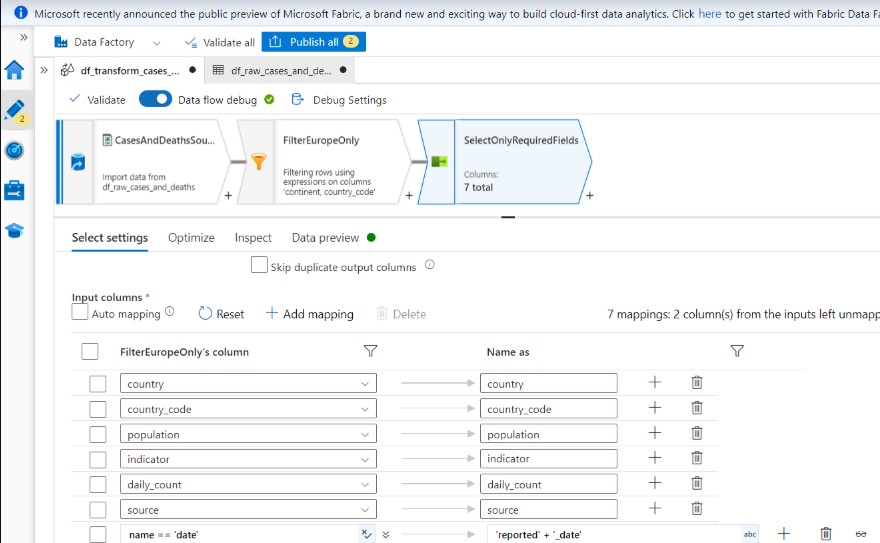 Microsoft recently announced the public preview of Microsoft Fabric, a brand new and exciting way to build cloud-first data analytics. Click here to get started with Fabric Data
Data Factory Validate all Publish all 2
df_transform_cases_... df_raw_cases_and_de...
2
Validate Data flow debug Debug Settings
CasesAndDeathsSou...
Import data from
df_raw_cases_and_deaths
+
FilterEuropeOnly
Filtering rows using
expressions on columns
'continent, country_code'
+
SelectOnlyRequiredFields
Columns:
7 total
+
Select settings Optimize Inspect Data preview
Skip duplicate output columns
Input columns *
Auto mapping Reset + Add mapping Delete 7 mappings: 2 column(s) from the inputs left unmapp
FilterEuropeOnly's column Name as
country country
country_code country_code
population population
indicator indicator
daily_count daily_count
source source
name == 'date' 'reported' + '_date' abc